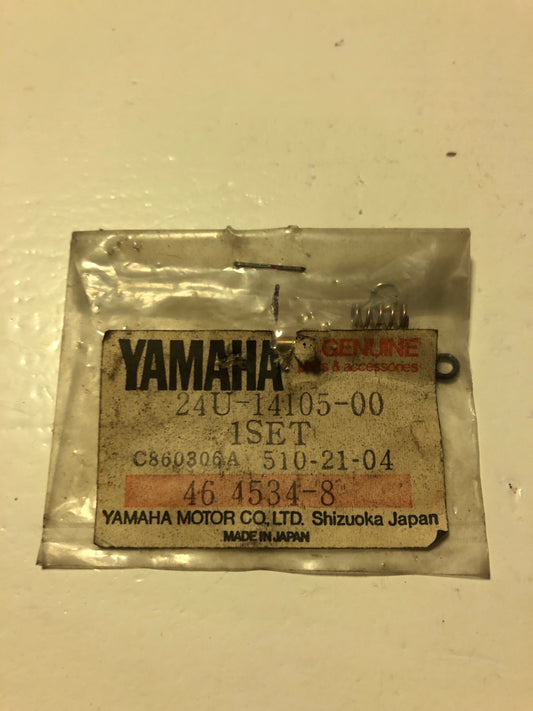 YAMAHA GENUINE
parts & accessories
24U-14105-00
1SET
C860306A 510-21-04
46 4534-8
YAMAHA MOTOR CO., LTD. Shizuoka Japan
MADE IN JAPAN